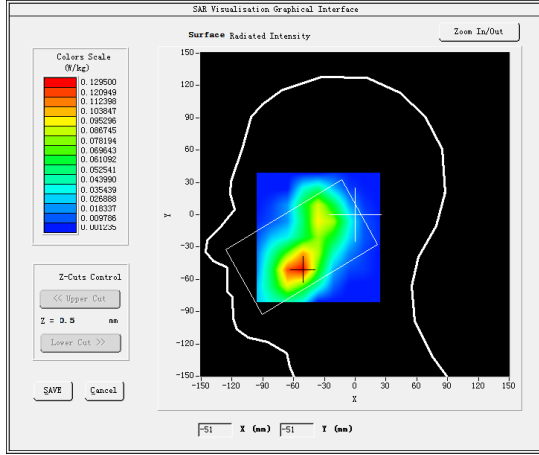 SAR Visualisation Graphical Interface
Surface Radiated Intensity
Zoom In/Out
Colors Scale
(W/kg)
0.129500
0.120949
0.112398
0.103847
0.095296
0.086745
0.078194
0.069643
0.061092
0.052541
0.043990
0.035439
0.026888
0.018337
0.009786
0.001235
150
120
90
60
30
0
-30
-60
-90
-120
-150
Y
-150 -120 -90 -60 -30 0 30 60 90 120 150
X
Z-Cuts Control
<< Upper Cut
Z = 3.5 mm
Lower Cut >>
SAVE Cancel
-51 X (mm) -51 Y (mm)